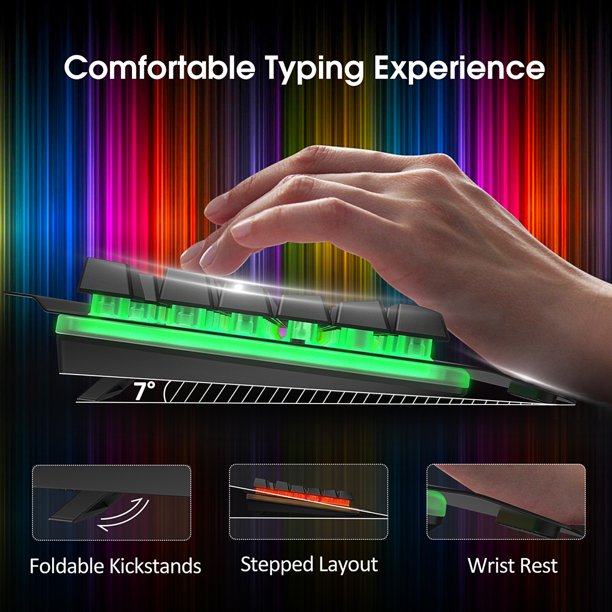 Comfortable Typing Experience
7°
Foldable Kickstands
Stepped Layout
Wrist Rest